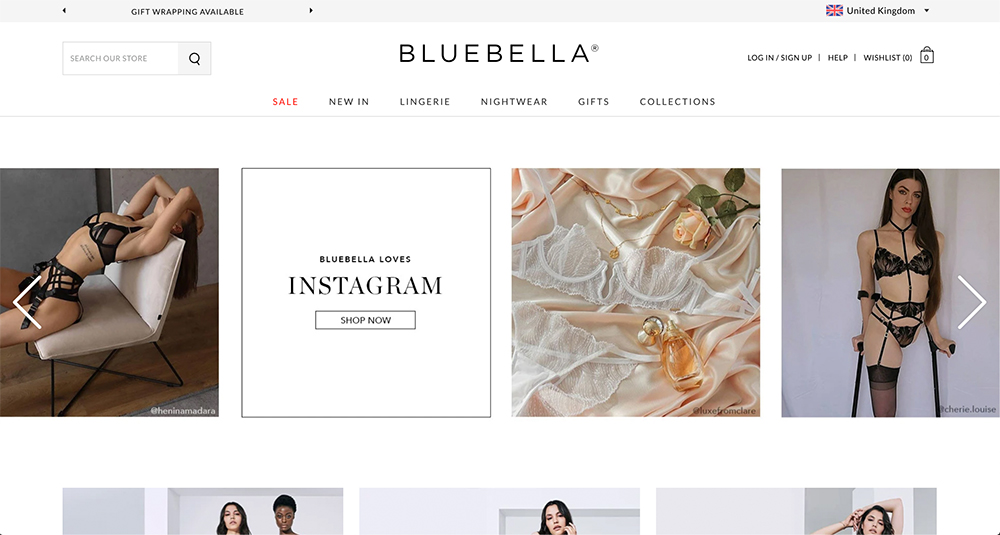 GIFT WRAPPING AVAILABLE
United Kingdom
SEARCH OUR STORE
BLUEBELLA®
LOG IN / SIGN UP | HELP | WISHLIST (0) 0
SALE NEW IN LINGERIE NIGHTWEAR GIFTS COLLECTIONS
BLUEBELLA LOVES
INSTAGRAM
SHOP NOW
@heninamadara
@luxefromclare
tcherie.louise